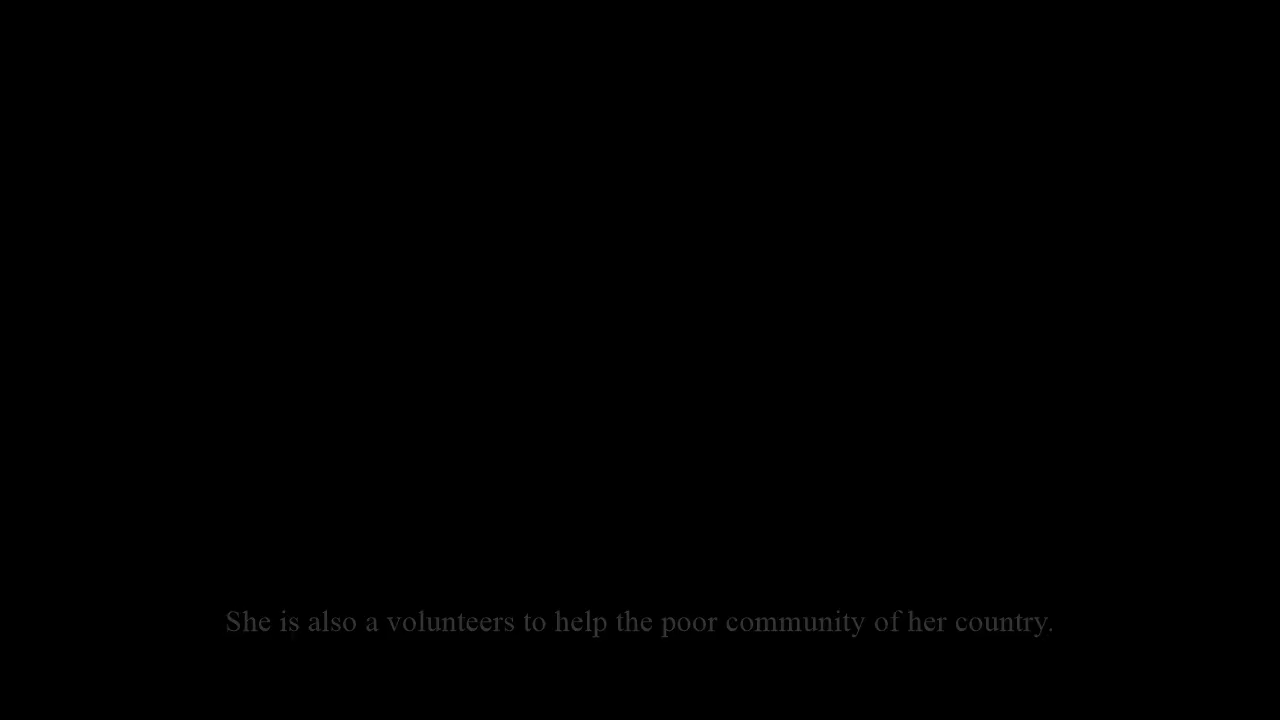 She is also a volunteers to help the poor community of her country.